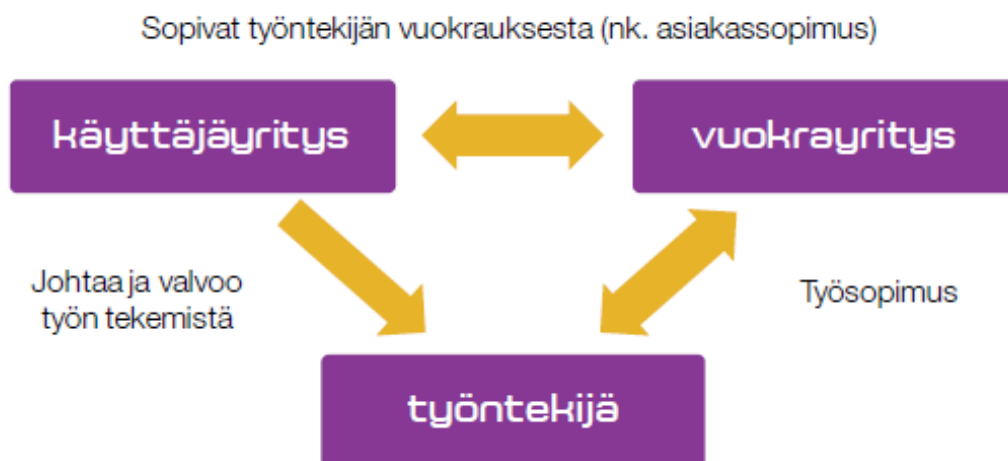 Sopivat työntekijän vuokrauksesta (nk. asiakassopimus)
käyttäjäyritys
vuokrayritys
Johtaa ja valvoo
työn tekemistä
Työsopimus
työntekijä